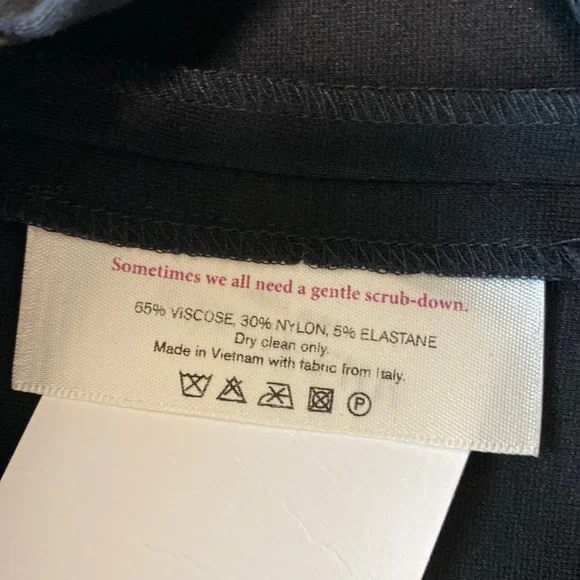 Sometimes we all need a gentle scrub-down.
65% VISCOSE, 30% NYLON, 5% ELASTANE
Dry clean only.
Made in Vietnam with fabric from Italy.
P